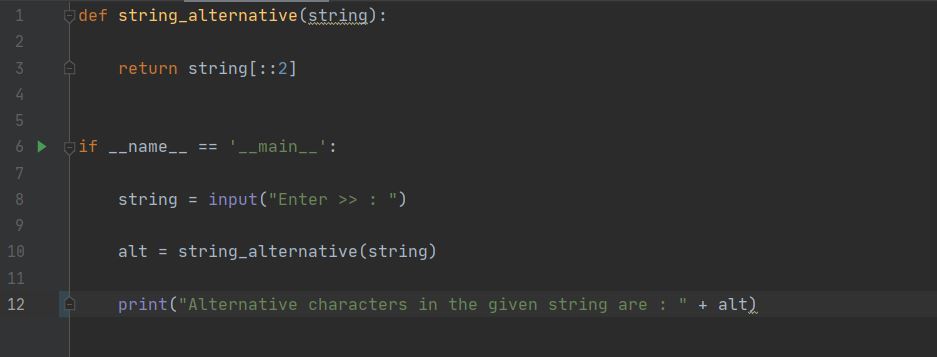 1 def string_alternative(string):
2
3     return string[::2]
4
5
6 if __name__ == '__main__':
7
8     string = input("Enter >> : ")
9
10     alt = string_alternative(string)
11
12     print("Alternative characters in the given string are : " + alt)